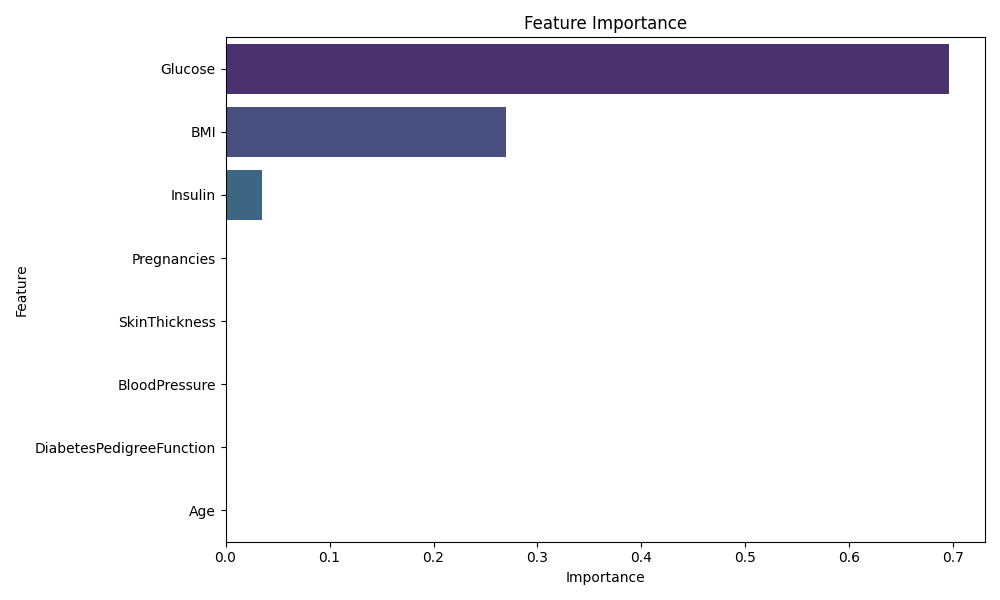 Feature Importance
Glucose
BMI
Insulin
Pregnancies
SkinThickness
BloodPressure
DiabetesPedigreeFunction
Age
Feature
0.0 0.1 0.2 0.3 0.4 0.5 0.6 0.7
Importance